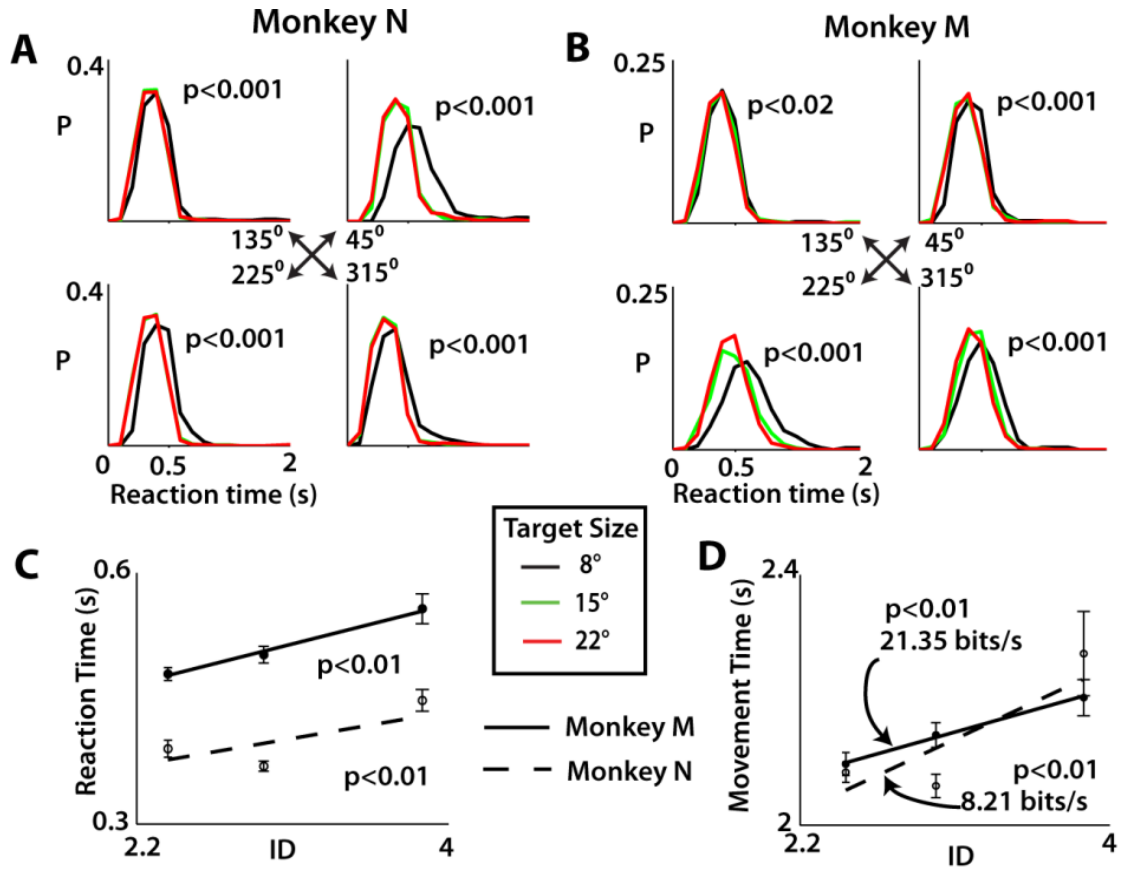 Monkey N
A
0.4
P
p<0.001
p<0.001
135⁰
45⁰
225⁰
315⁰
0.4
P
p<0.001
p<0.001
0
0.5
2
Reaction time (s)
Monkey M
B
0.25
P
p<0.02
p<0.001
135⁰
45⁰
225⁰
315⁰
0.25
P
p<0.001
p<0.001
0
0.5
2
Reaction time (s)
C
0.6
Reaction Time (s)
p<0.01
p<0.01
0.3
2.2
ID
4
Target Size
8°
15°
22°
Monkey M
Monkey N
D
2.4
Movement Time (s)
p<0.01
21.35 bits/s
p<0.01
8.21 bits/s
2
2.2
ID
4